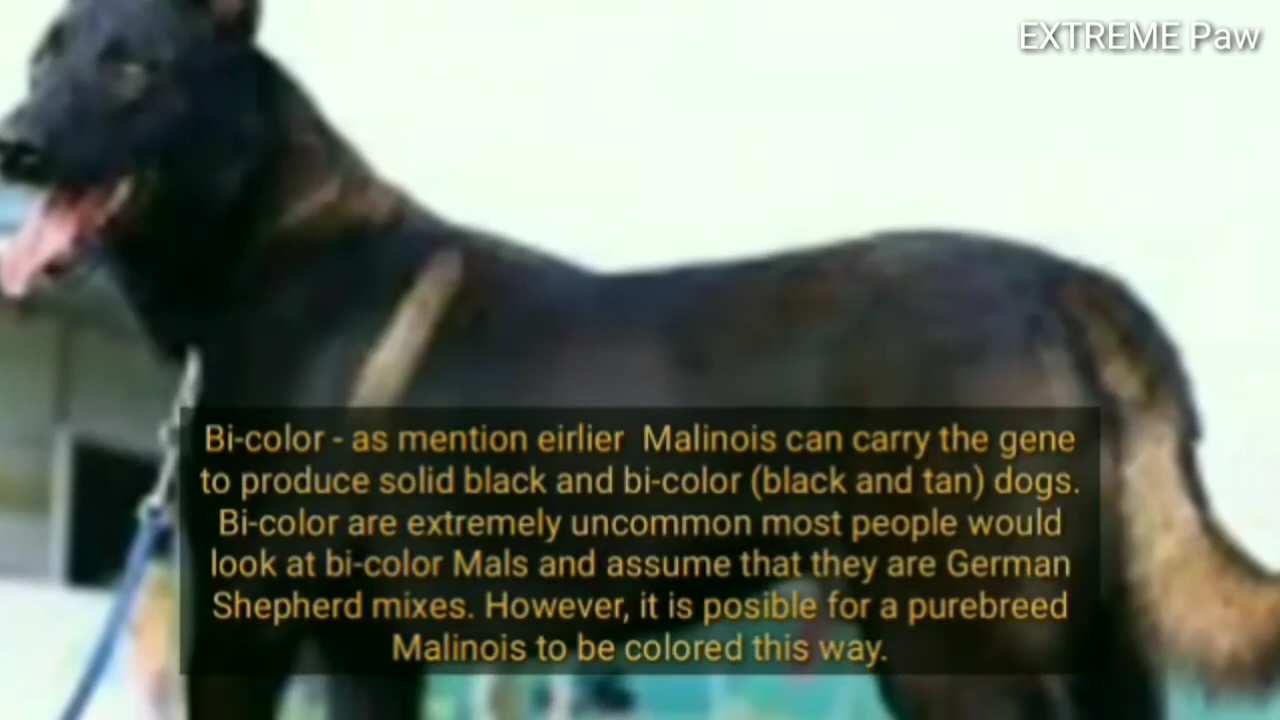 EXTREME Paw
Bi-color - as mention eirlier  Malinois can carry the gene
to produce solid black and bi-color (black and tan) dogs.
Bi-color are extremely uncommon most people would
look at bi-color Mals and assume that they are German
Shepherd mixes. However, it is posible for a purebreed
Malinois to be colored this way.